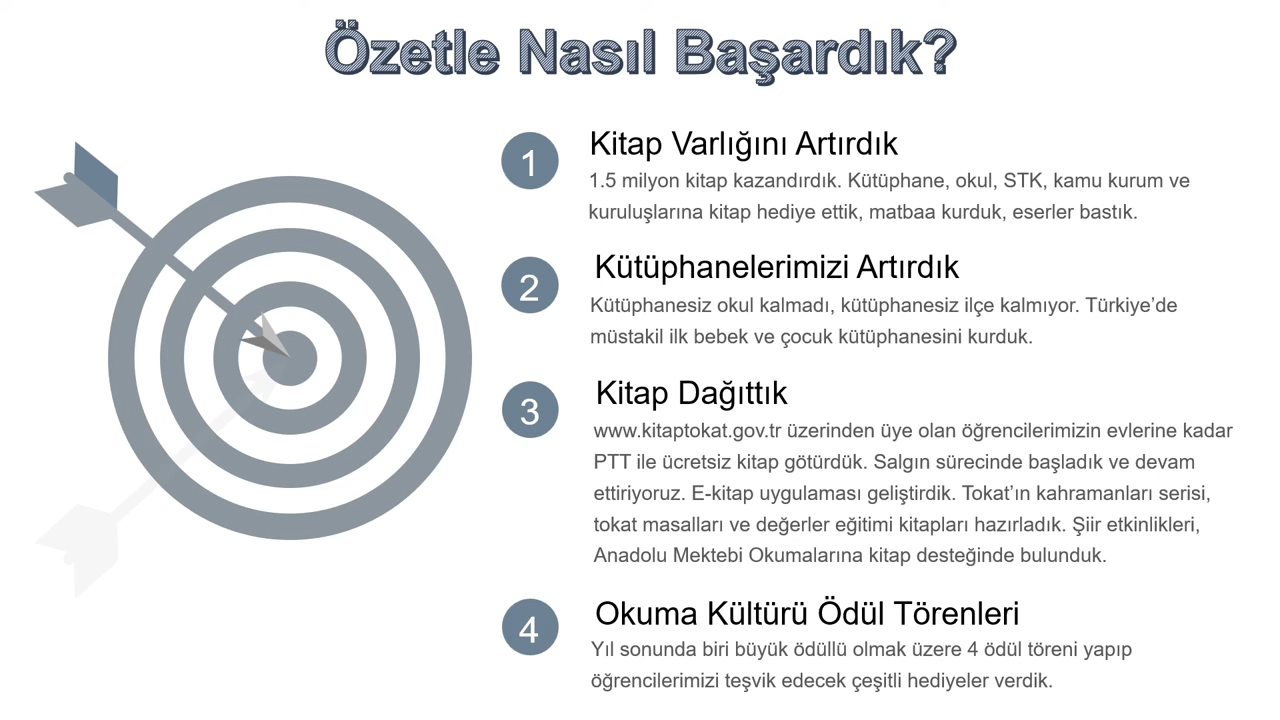 Özetle Nasıl Başardık?
1
Kitap Varlığını Artırdık
1.5 milyon kitap kazandırdık. Kütüphane, okul, STK, kamu kurum ve
kuruluşlarına kitap hediye ettik, matbaa kurduk, eserler bastık.
2
Kütüphanelerimizi Artırdık
Kütüphanesiz okul kalmadı, kütüphanesiz ilçe kalmıyor. Türkiye’de
müstakil ilk bebek ve çocuk kütüphanesini kurduk.
3
Kitap Dağıttık
www.kitaptokat.gov.tr üzerinden üye olan öğrencilerimizin evlerine kadar
PTT ile ücretsiz kitap götürdük. Salgın sürecinde başladık ve devam
ettiriyoruz. E-kitap uygulaması geliştirdik. Tokat’ın kahramanları serisi,
tokat masalları ve değerler eğitimi kitapları hazırladık. Şiir etkinlikleri,
Anadolu Mektebi Okumalarına kitap desteğinde bulunduk.
4
Okuma Kültürü Ödül Törenleri
Yıl sonunda biri büyük ödüllü olmak üzere 4 ödül töreni yapıp
öğrencilerimizi teşvik edecek çeşitli hediyeler verdik.